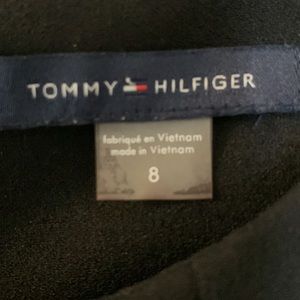 TOMMY HILFIGER
fabriqué en Vietnam
made in Vietnam
8